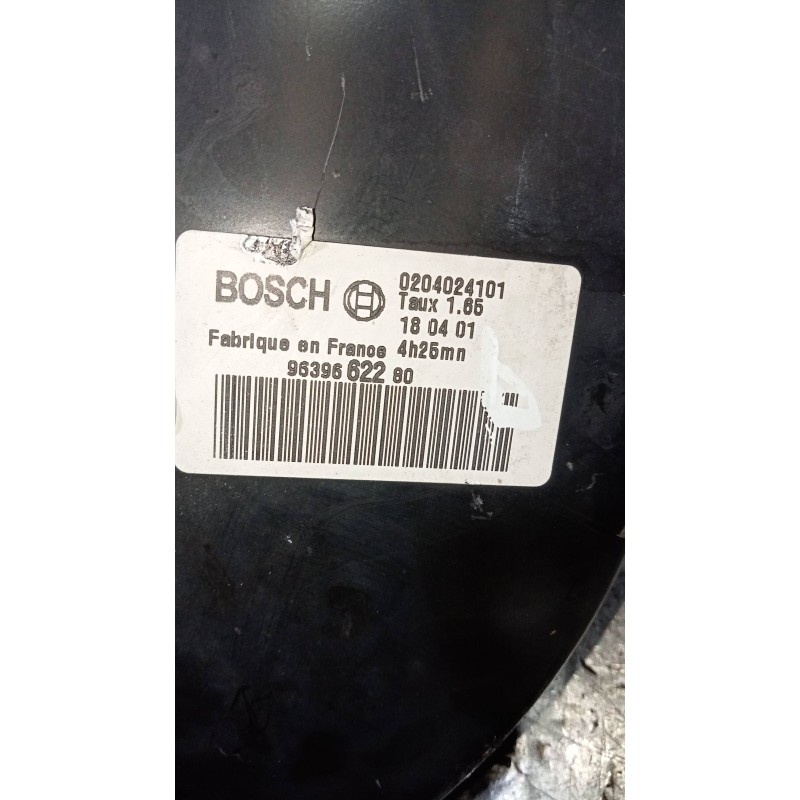 BOSCH 0204024101
Taux 1.65
18 04 01
Fabrique en France 4h25mn
96396 622 80